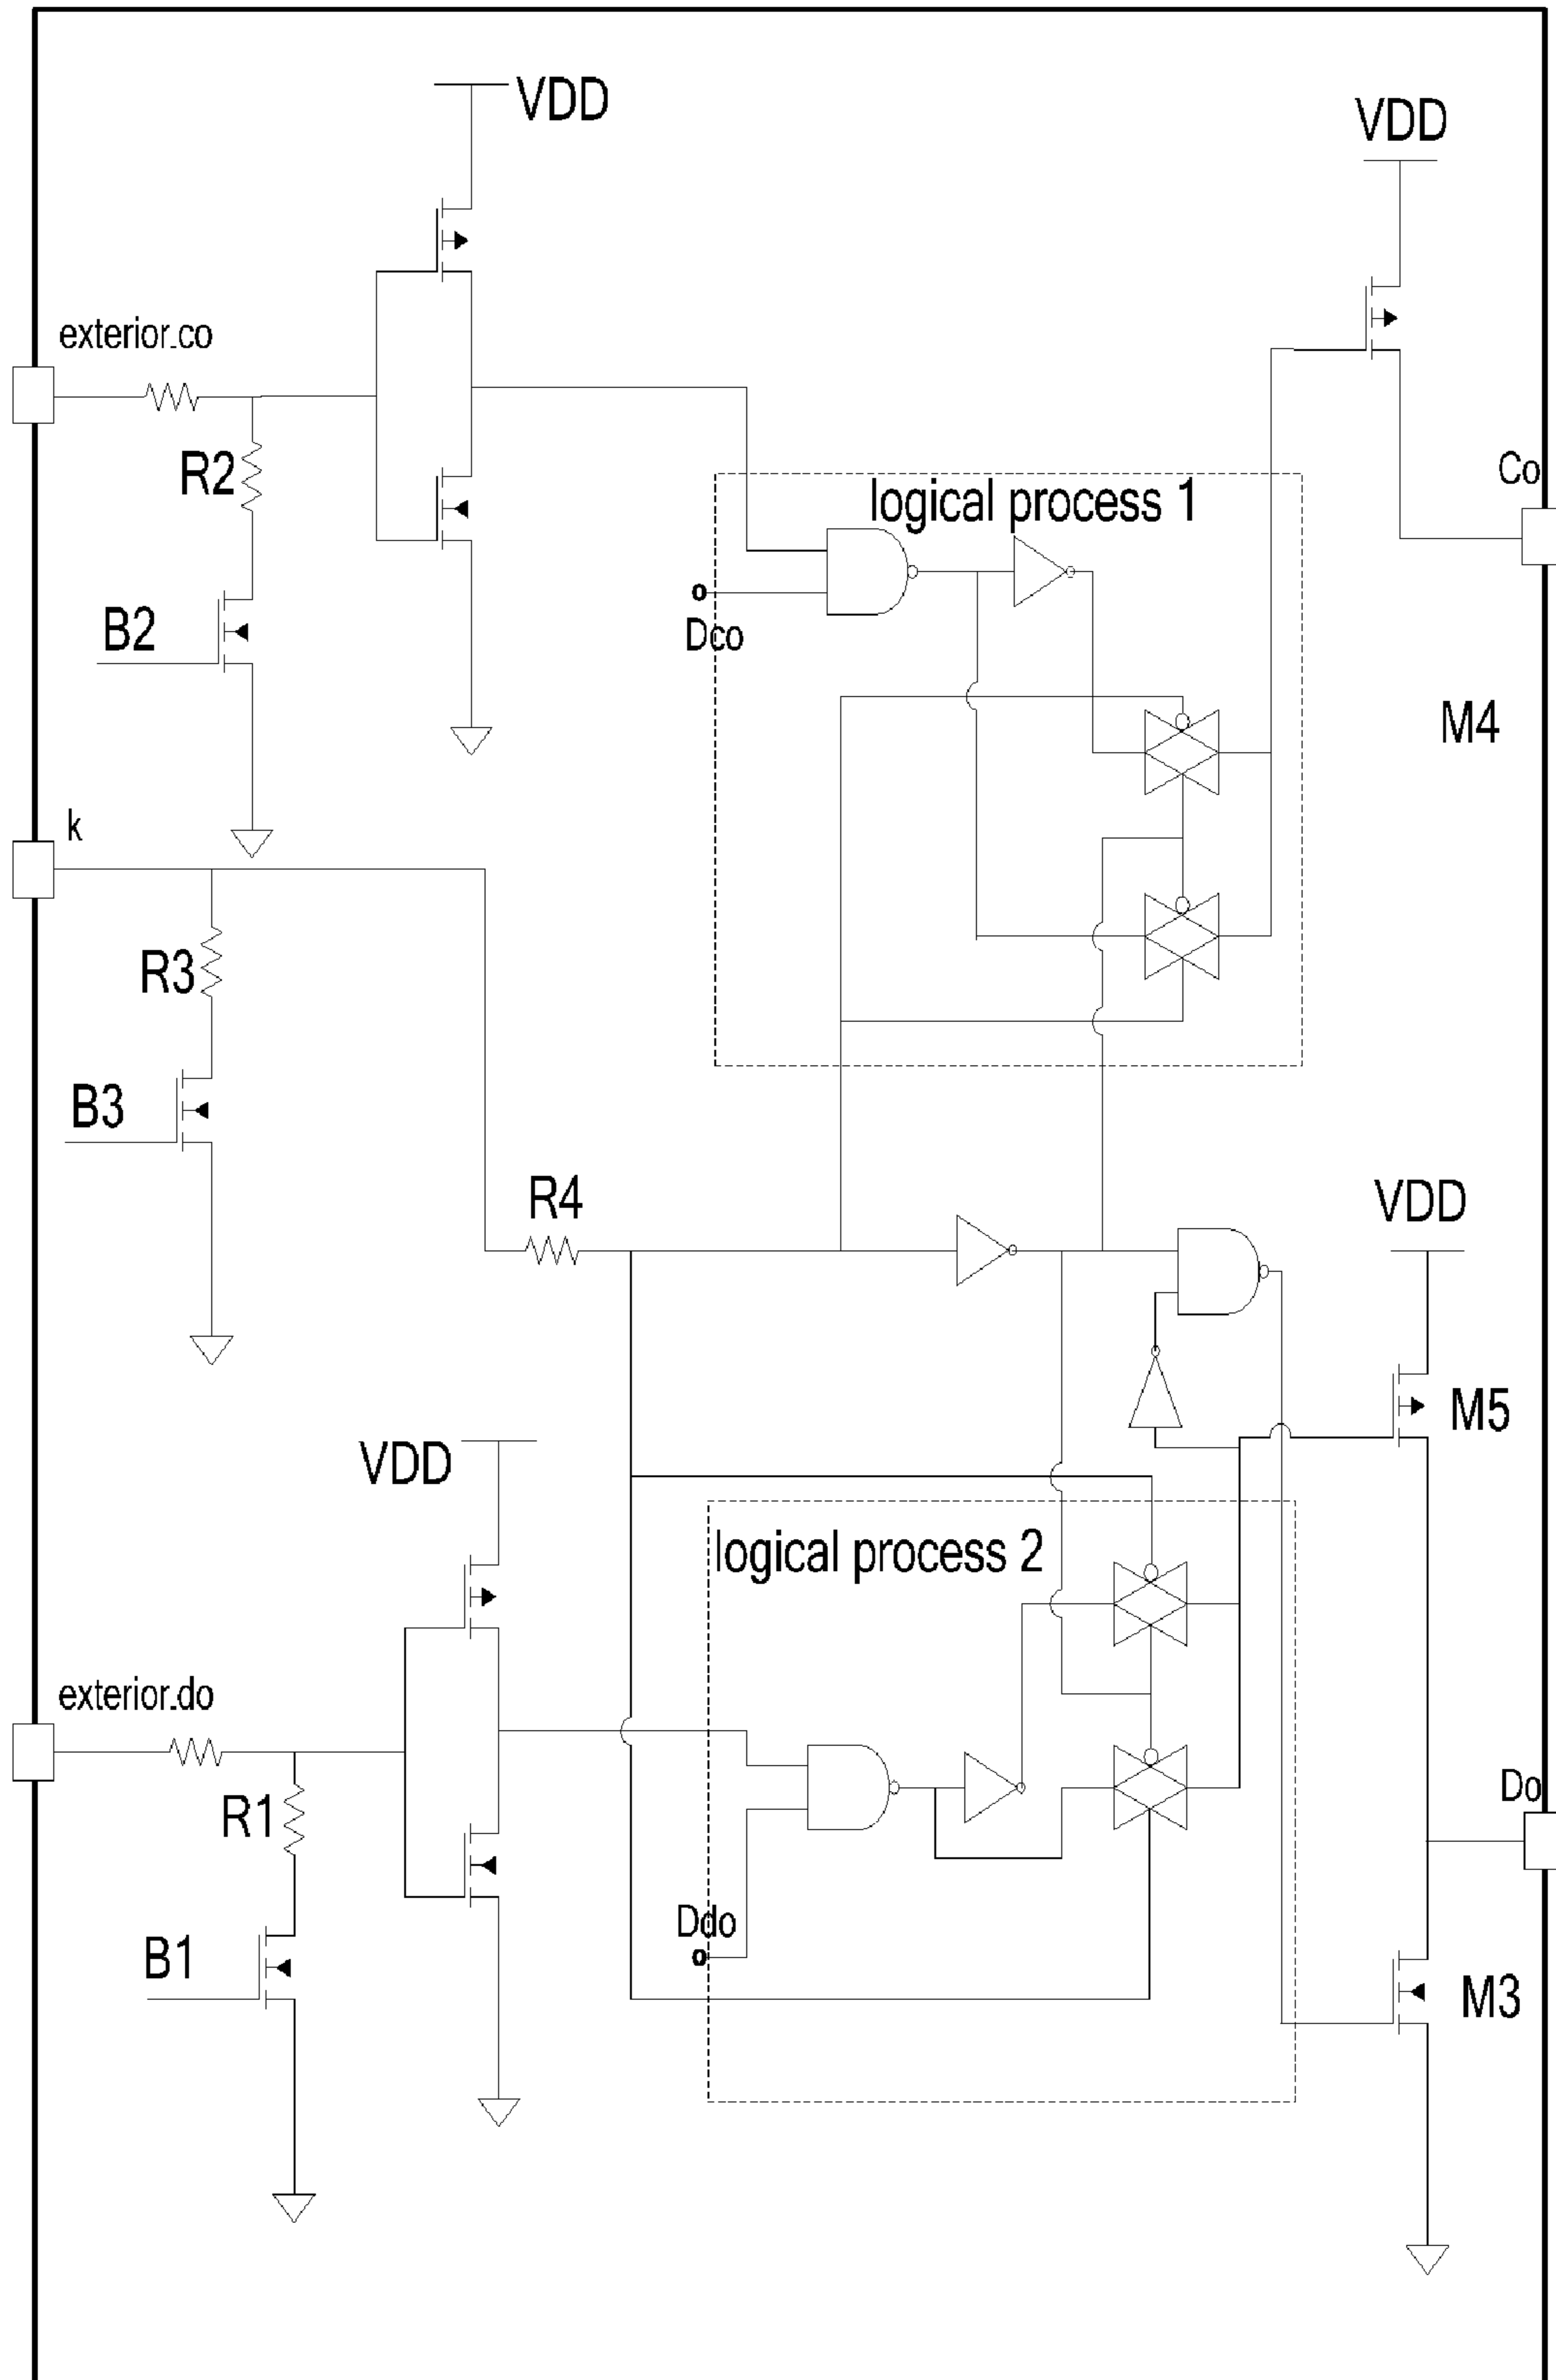 VDD
VDD
exterior.co
R2
Co
logical process 1
B2
Dco
M4
k
R3
B3
R4
VDD
M5
VDD
logical process 2
exterior.do
R1
Do
Ddo
B1
M3